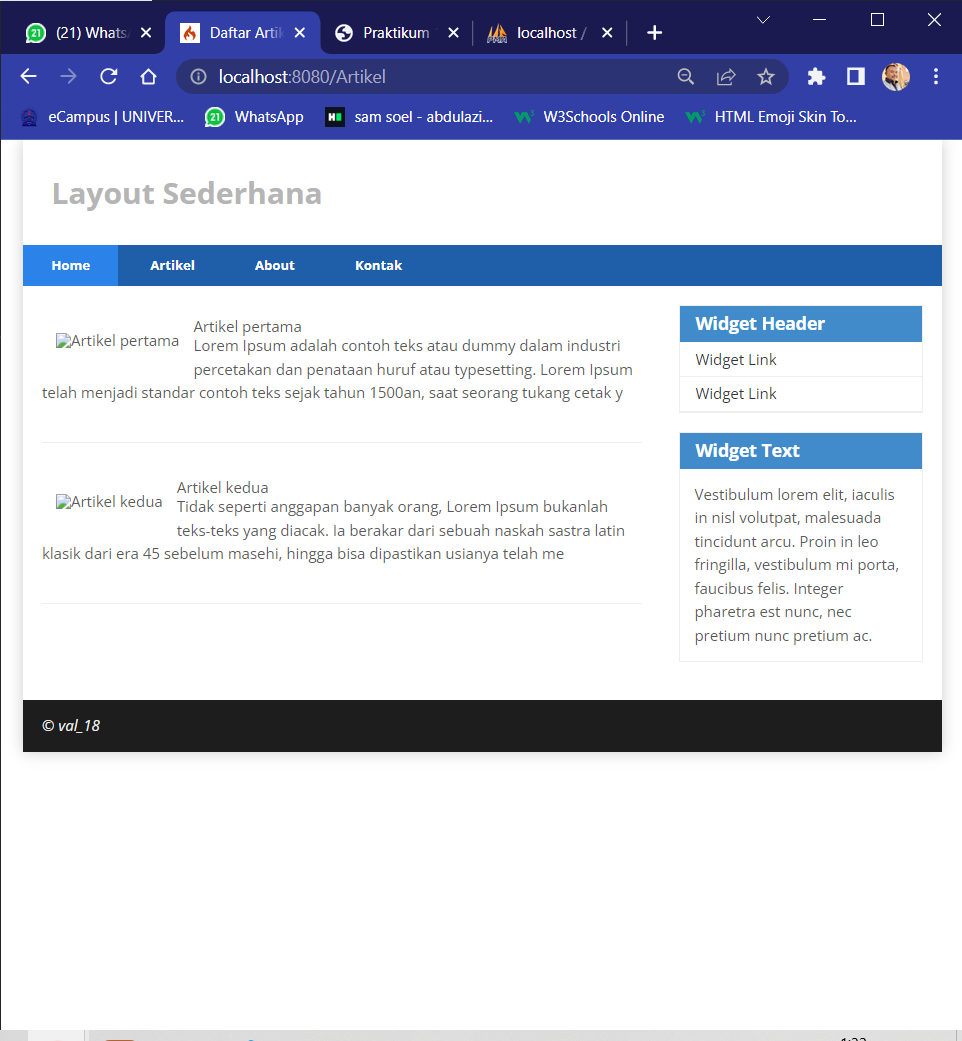 (21) Whats
Daftar Arti
Praktikum
localhost /
localhost:8080/Artikel
eCampus | UNIVER...
21
WhatsApp
sam soel - abdulazi...
W3Schools Online
HTML Emoji Skin To...
Layout Sederhana
Home
Artikel
About
Kontak
Artikel pertama
Artikel pertama
Lorem Ipsum adalah contoh teks atau dummy dalam industri
percetakan dan penataan huruf atau typesetting. Lorem Ipsum
telah menjadi standar contoh teks sejak tahun 1500an, saat seorang tukang cetak y
Artikel kedua
Artikel kedua
Tidak seperti anggapan banyak orang, Lorem Ipsum bukanlah
teks-teks yang diacak. Ia berakar dari sebuah naskah sastra latin
klasik dari era 45 sebelum masehi, hingga bisa dipastikan usianya telah me
Widget Header
Widget Link
Widget Link
Widget Text
Vestibulum lorem elit, iaculis
in nisl volutpat, malesuada
tincidunt arcu. Proin in leo
fringilla, vestibulum mi porta,
faucibus felis. Integer
pharetra est nunc, nec
pretium nunc pretium ac.
© val_18